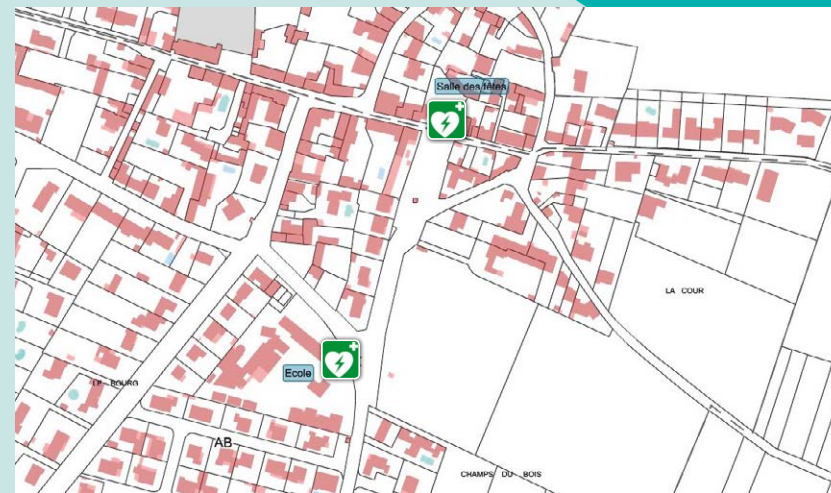 Salle des fêtes
LA COUR
Ecole
LE BOURG
AB
CHAMPS DU BOIS